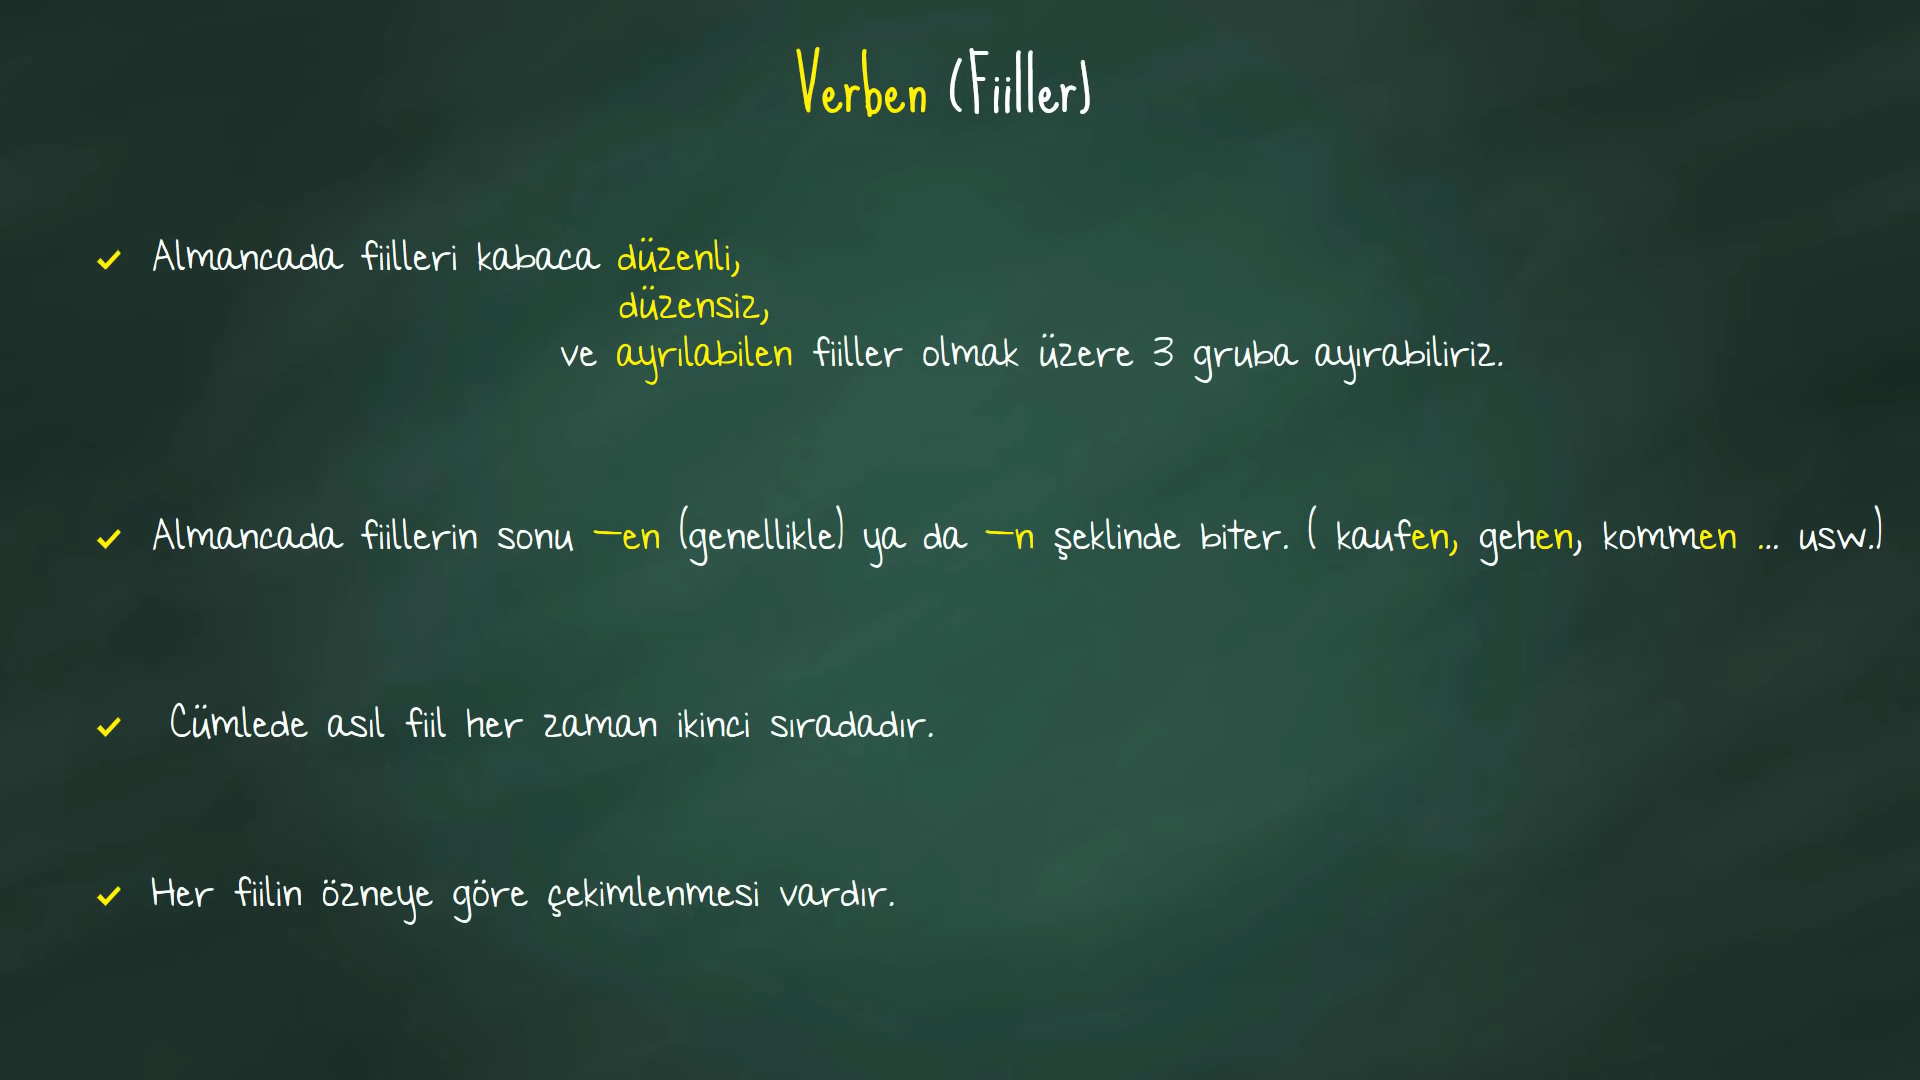 Verben (Fiiller)
Almancada fiilleri kabaca düzenli,
düzensiz,
ve ayrılabilen fiiller olmak üzere 3 gruba ayırabiliriz.
Almancada fiillerin sonu –en (genellikle) ya da –n şeklinde biter. ( kaufen, gehen, kommen ... usw.)
Cümlede asıl fiil her zaman ikinci sıradadır.
Her fiilin özneye göre çekimlenmesi vardır.